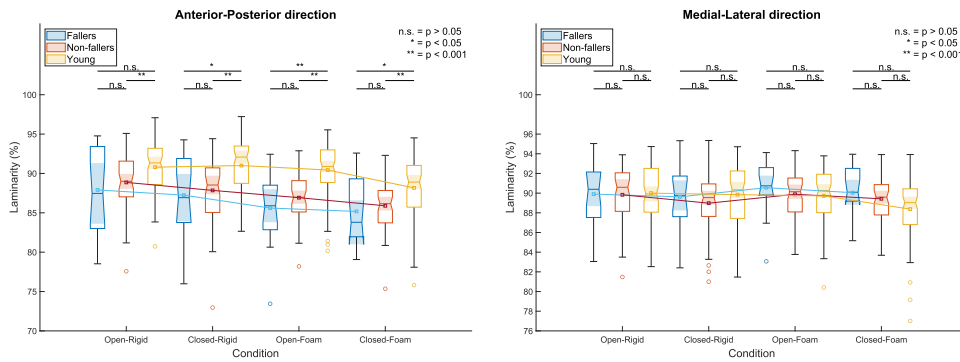 Anterior-Posterior direction
Fallers
Non-fallers
Young
n.s. = p > 0.05
* = p < 0.05
** = p < 0.001
n.s.
**
n.s.
*
**
n.s.
**
**
n.s.
*
**
n.s.
100
95
90
85
80
75
70
Laminarity (%)
Open-Rigid
Closed-Rigid
Open-Foam
Closed-Foam
Condition
Medial-Lateral direction
Fallers
Non-fallers
Young
n.s. = p > 0.05
* = p < 0.05
** = p < 0.001
n.s.
n.s.
n.s.
n.s.
n.s.
n.s.
n.s.
n.s.
n.s.
n.s.
n.s.
n.s.
100
98
96
94
92
90
88
86
84
82
80
78
76
Laminarity (%)
Open-Rigid
Closed-Rigid
Open-Foam
Closed-Foam
Condition